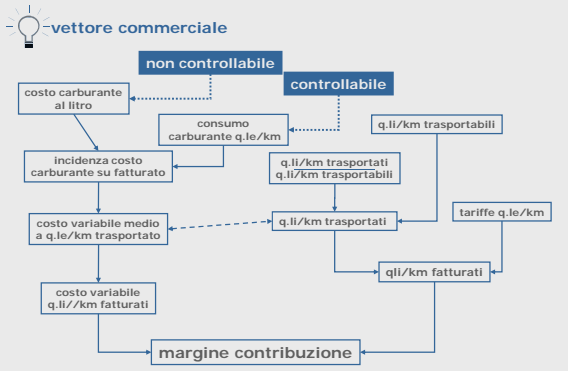 vettore commerciale
non controllabile
controllabile
costo carburante
al litro
consumo
carburante q.le/km
q.li/km trasportabili
incidenza costo
carburante su fatturato
q.li/km trasportati
q.li/km trasportabili
costo variabile medio
a q.le/km trasportato
q.li/km trasportati
tariffe q.le/km
qli/km fatturati
costo variabile
q.li//km fatturati
margine contribuzione